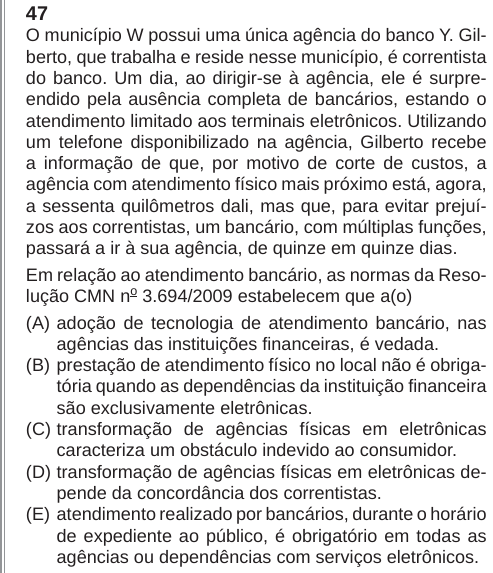 47
O município W possui uma única agência do banco Y. Gil-
berto, que trabalha e reside nesse município, é correntista
do banco. Um dia, ao dirigir-se à agência, ele é surpre-
endido pela ausência completa de bancários, estando o
atendimento limitado aos terminais eletrônicos. Utilizando
um telefone disponibilizado na agência, Gilberto recebe
a informação de que, por motivo de corte de custos, a
agência com atendimento físico mais próximo está, agora,
a sessenta quilômetros dali, mas que, para evitar prejuí-
zos aos correntistas, um bancário, com múltiplas funções,
passará a ir à sua agência, de quinze em quinze dias.
Em relação ao atendimento bancário, as normas da Reso-
lução CMN nº 3.694/2009 estabelecem que a(o)
(A) adoção de tecnologia de atendimento bancário, nas
agências das instituições financeiras, é vedada.
(B) prestação de atendimento físico no local não é obriga-
tória quando as dependências da instituição financeira
são exclusivamente eletrônicas.
(C) transformação de agências físicas em eletrônicas
caracteriza um obstáculo indevido ao consumidor.
(D) transformação de agências físicas em eletrônicas de-
pende da concordância dos correntistas.
(E) atendimento realizado por bancários, durante o horário
de expediente ao público, é obrigatório em todas as
agências ou dependências com serviços eletrônicos.